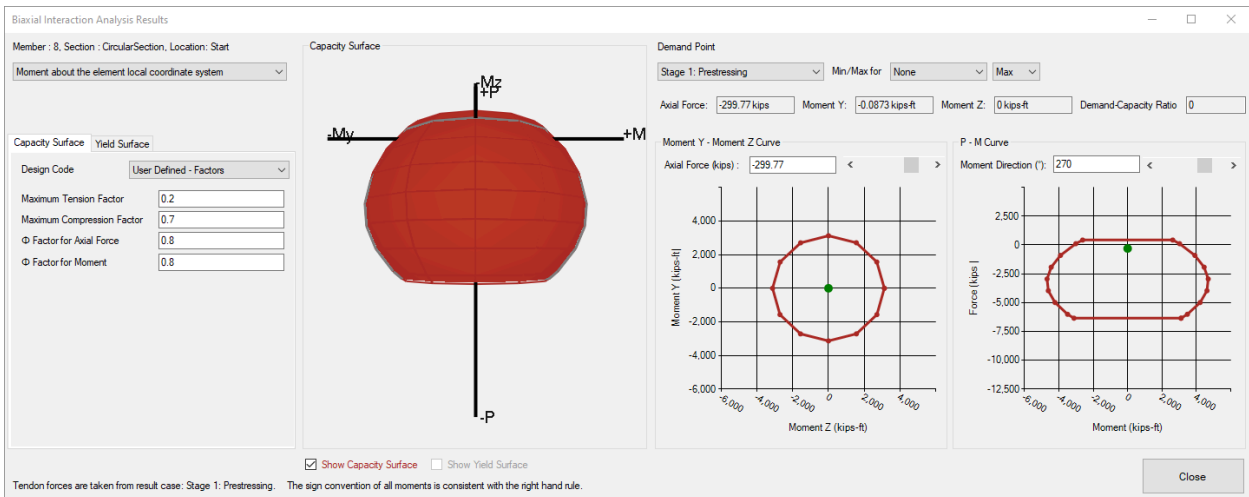 Biaxial Interaction Analysis Results
Member : 8, Section : CircularSection, Location: Start
Moment about the element local coordinate system
Capacity Surface
Yield Surface
Design Code
User Defined - Factors
Maximum Tension Factor
0.2
Maximum Compression Factor
0.7
Φ Factor for Axial Force
0.8
Φ Factor for Moment
0.8
Capacity Surface
-Mz
+P
-My
+M
-P
Show Capacity Surface
Show Yield Surface
Demand Point
Stage 1: Prestressing
Min/Max for
None
Max
Axial Force:
-299.77 kips
Moment Y:
-0.0873 kips-ft
Moment Z:
0 kips-ft
Demand-Capacity Ratio
0
Moment Y - Moment Z Curve
Axial Force (kips) :
-299.77
<
>
Moment Y (kips-ft)
4,000
2,000
0
-2,000
-4,000
-6,000
-6,000
-4,000
-2,000
0
2,000
4,000
Moment Z (kips-ft)
P - M Curve
Moment Direction (°):
270
<
>
Force (kips )
2,500
0
-2,500
-5,000
-7,500
-10,000
-12,500
-6,000
-4,000
-2,000
0
2,000
4,000
Moment (kips-ft)
Tendon forces are taken from result case: Stage 1: Prestressing. The sign convention of all moments is consistent with the right hand rule.
Close